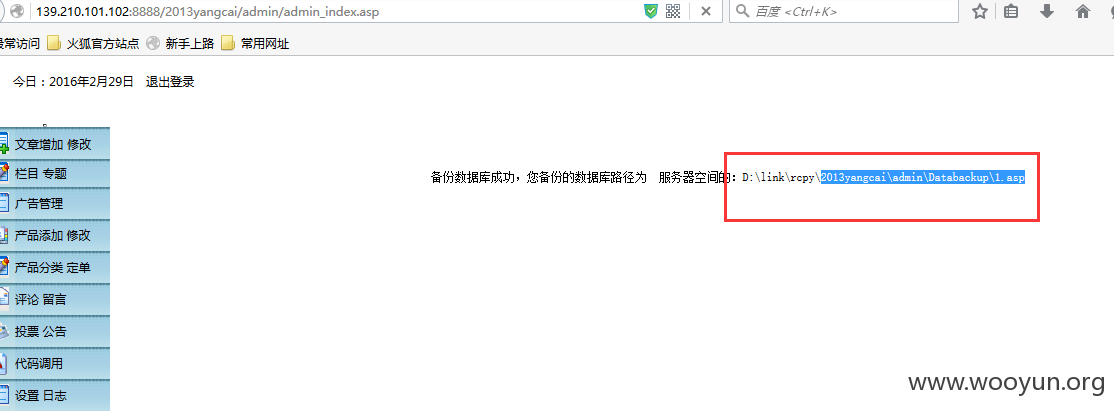 139.210.101.102:8888/2013yangcai/admin/admin_index.asp
百度 <Ctrl+K>
常访问 火狐官方站点 新手上路 常用网址
今日：2016年2月29日 退出登录
文章增加 修改
栏目 专题
广告管理
产品添加 修改
产品分类 定单
评论 留言
投票 公告
代码调用
设置 日志
备份数据库成功，您备份的数据库路径为 服务器空间的：D:\link\rcpy\2013yangcai\admin\Databackup\1.asp
www.wooyun.org